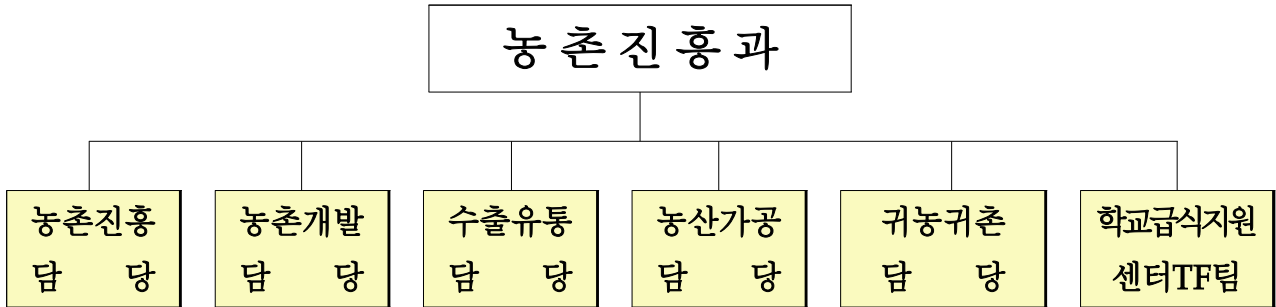 농촌진흥과
농촌진흥
담 당
농촌개발
담 당
수출유통
담 당
농산가공
담 당
귀농귀촌
담 당
학교급식지원
센터TF팀